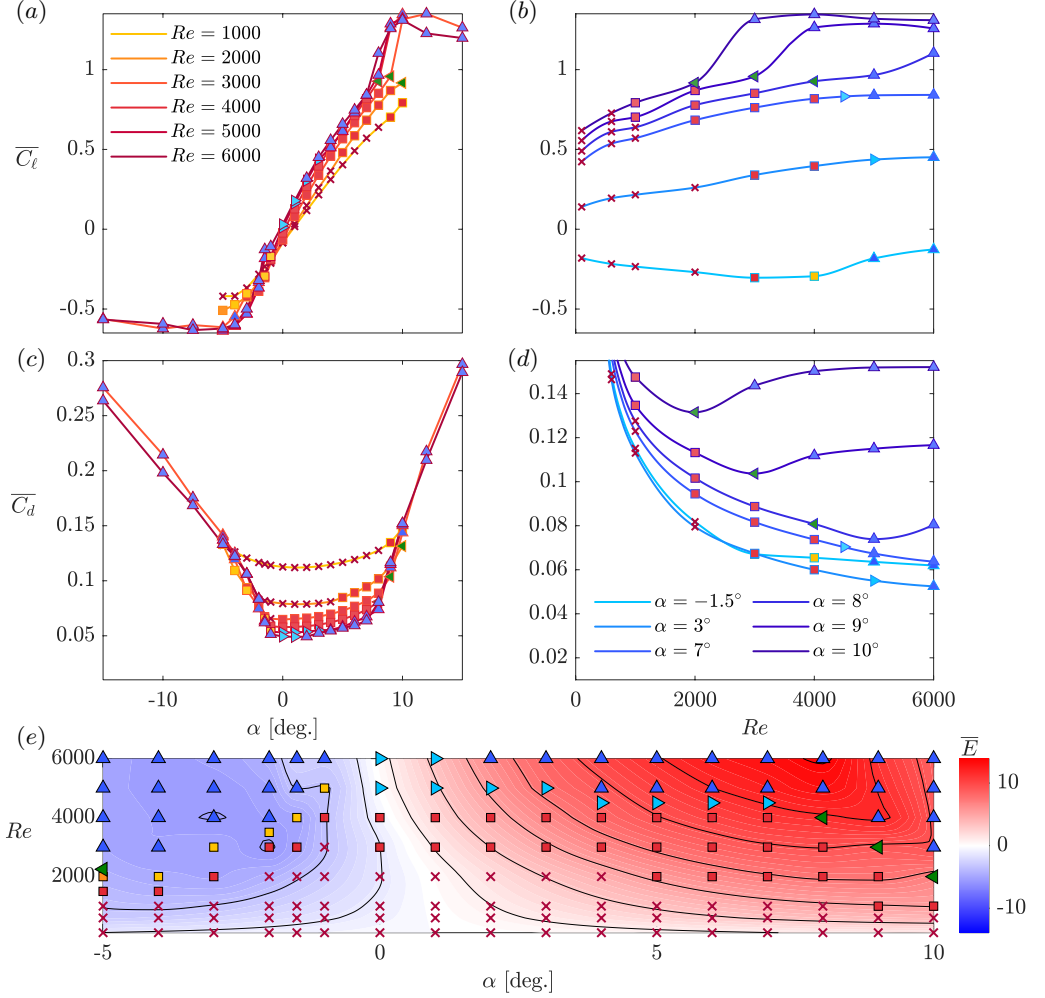 (a)
(b)
Re = 1000
Re = 2000
Re = 3000
Re = 4000
Re = 5000
Re = 6000
1
0.5
0
-0.5
C_ℓ
1
0.5
0
-0.5
(c)
0.3
0.25
0.2
0.15
0.1
0.05
C_d
-10
0
10
α [deg.]
(d)
0.14
0.12
0.1
0.08
0.06
0.04
0.02
α = −1.5°
α = 3°
α = 7°
α = 8°
α = 9°
α = 10°
0
2000
4000
6000
Re
(e)
6000
4000
2000
Re
-5
0
5
10
α [deg.]
E
10
0
-10